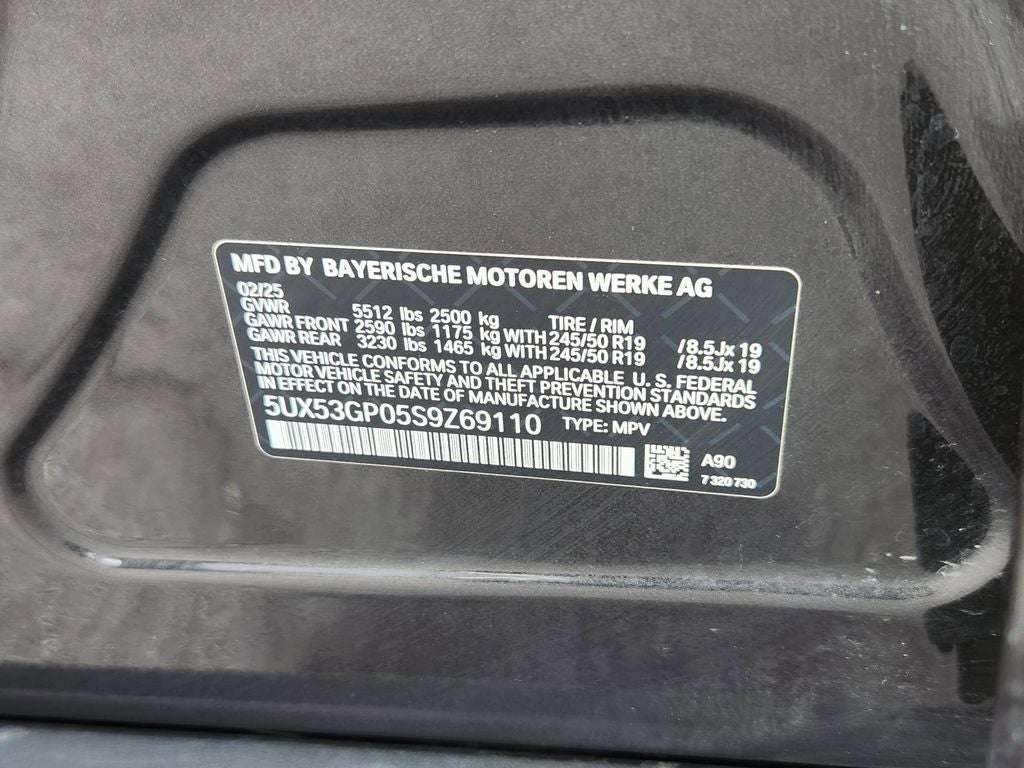 MFD BY BAYERISCHE MOTOREN WERKE AG
02/25
GVWR 5512 lbs 2500 kg TIRE / RIM
GAWR FRONT 2590 lbs 1175 kg WITH 245/50 R19 /8.5Jx 19
GAWR REAR 3230 lbs 1465 kg WITH 245/50 R19 /8.5Jx 19
THIS VEHICLE CONFORMS TO ALL APPLICABLE U. S. FEDERAL
MOTOR VEHICLE SAFETY AND THEFT PREVENTION STANDARDS
IN EFFECT ON THE DATE OF MANUFACTURE SHOWN ABOVE.
5UX53GP05S9Z69110 TYPE: MPV
A90
7 320 730